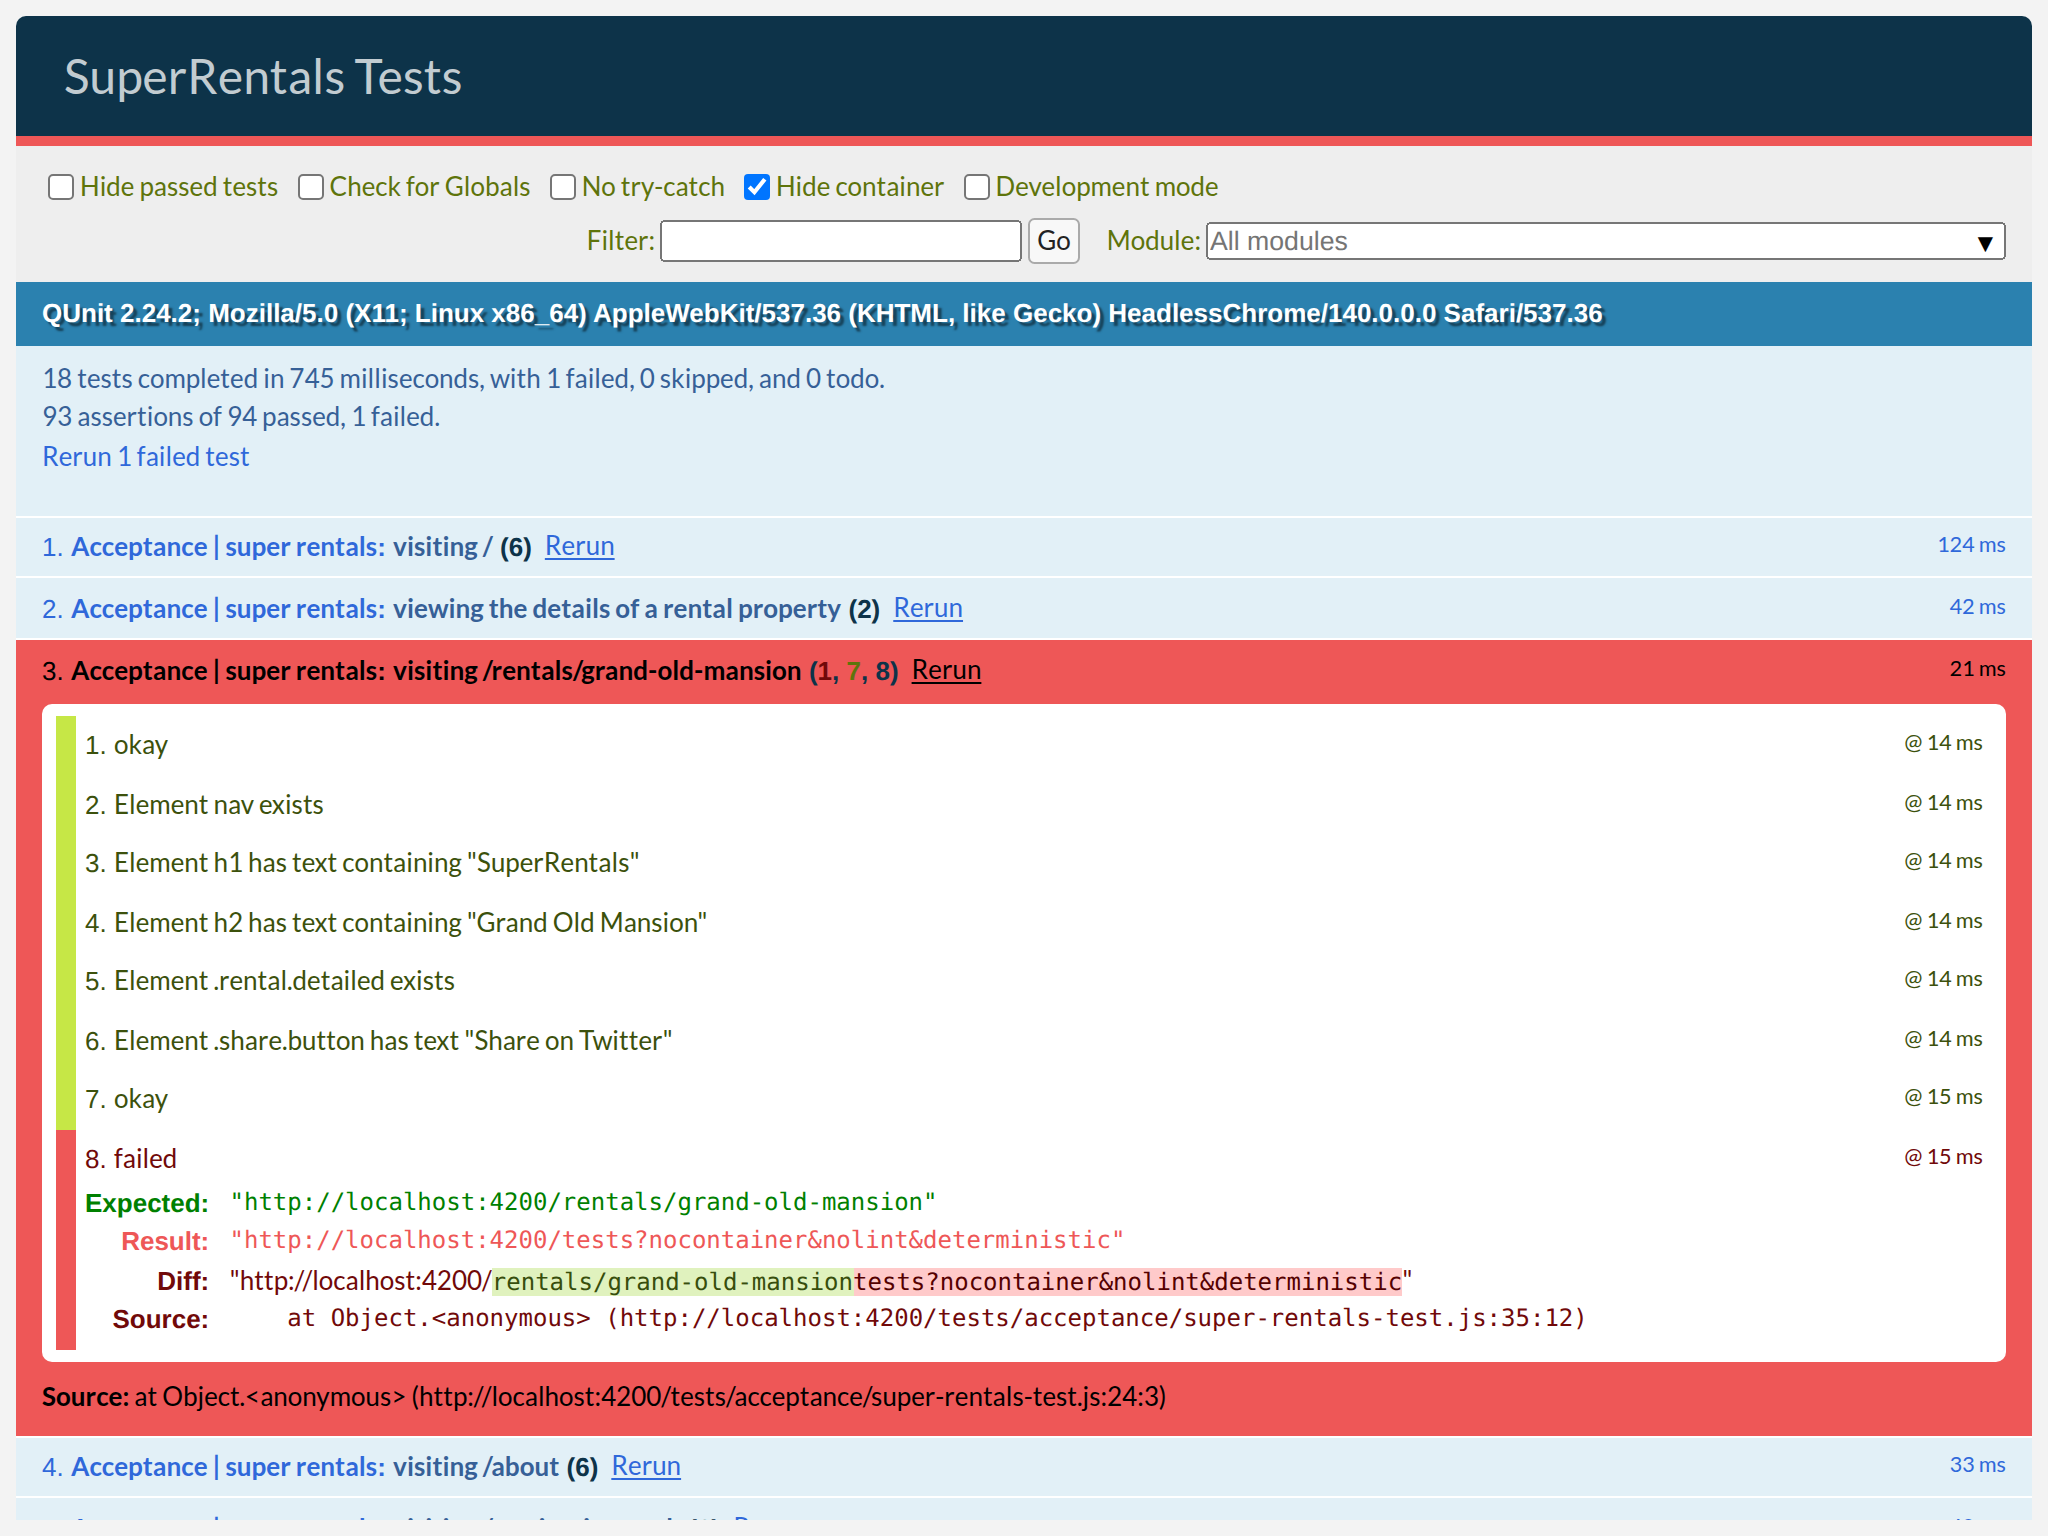 SuperRentals Tests
Hide passed tests Check for Globals No try-catch Hide container Development mode
Filter: Go Module: All modules ▼
QUnit 2.24.2; Mozilla/5.0 (X11; Linux x86_64) AppleWebKit/537.36 (KHTML, like Gecko) HeadlessChrome/140.0.0.0 Safari/537.36
18 tests completed in 745 milliseconds, with 1 failed, 0 skipped, and 0 todo.
93 assertions of 94 passed, 1 failed.
Rerun 1 failed test
1. Acceptance | super rentals: visiting / (6) Rerun 124 ms
2. Acceptance | super rentals: viewing the details of a rental property (2) Rerun 42 ms
3. Acceptance | super rentals: visiting /rentals/grand-old-mansion (1, 7, 8) Rerun 21 ms
1. okay @ 14 ms
2. Element nav exists @ 14 ms
3. Element h1 has text containing "SuperRentals" @ 14 ms
4. Element h2 has text containing "Grand Old Mansion" @ 14 ms
5. Element .rental.detailed exists @ 14 ms
6. Element .share.button has text "Share on Twitter" @ 14 ms
7. okay @ 15 ms
8. failed @ 15 ms
Expected: "http://localhost:4200/rentals/grand-old-mansion"
Result: "http://localhost:4200/tests?nocontainer&nolint&deterministic"
Diff: "http://localhost:4200/rentals/grand-old-mansiontests?nocontainer&nolint&deterministic"
Source: at Object.<anonymous> (http://localhost:4200/tests/acceptance/super-rentals-test.js:35:12)
Source: at Object.<anonymous> (http://localhost:4200/tests/acceptance/super-rentals-test.js:24:3)
4. Acceptance | super rentals: visiting /about (6) Rerun 33 ms